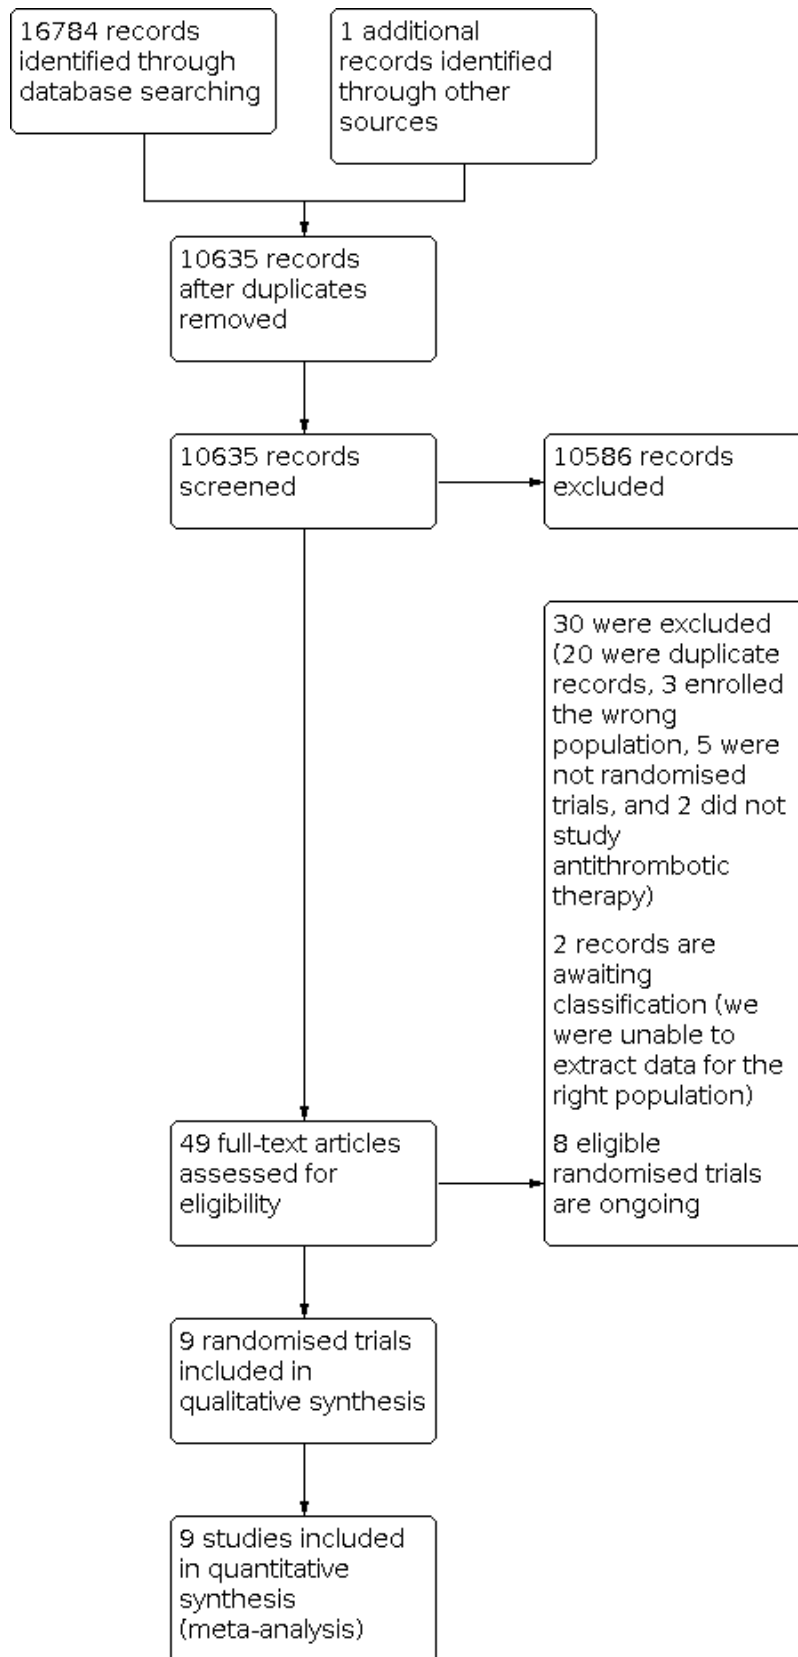 16784 records
identified through
database searching
1 additional
records identified
through other
sources
10635 records
after duplicates
removed
10635 records
screened
10586 records
excluded
30 were excluded
(20 were duplicate
records, 3 enrolled
the wrong
population, 5 were
not randomised
trials, and 2 did not
study
antithrombotic
therapy)
2 records are
awaiting
classification (we
were unable to
extract data for the
right population)
8 eligible
randomised trials
are ongoing
49 full-text articles
assessed for
eligibility
9 randomised trials
included in
qualitative synthesis
9 studies included
in quantitative
synthesis
(meta-analysis)